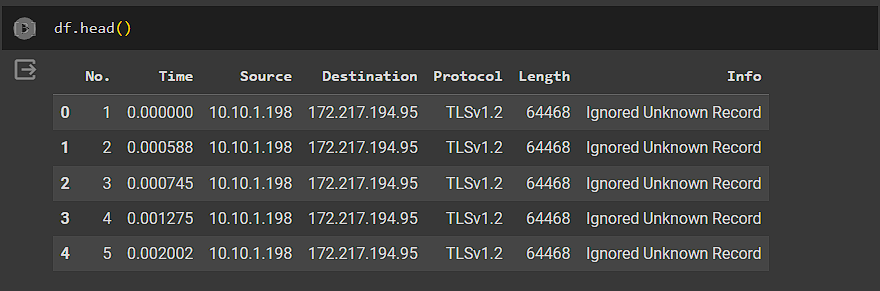 df.head()
No. Time Source Destination Protocol Length Info
0 1 0.000000 10.10.1.198 172.217.194.95 TLSv1.2 64468 Ignored Unknown Record
1 2 0.000588 10.10.1.198 172.217.194.95 TLSv1.2 64468 Ignored Unknown Record
2 3 0.000745 10.10.1.198 172.217.194.95 TLSv1.2 64468 Ignored Unknown Record
3 4 0.001275 10.10.1.198 172.217.194.95 TLSv1.2 64468 Ignored Unknown Record
4 5 0.002002 10.10.1.198 172.217.194.95 TLSv1.2 64468 Ignored Unknown Record